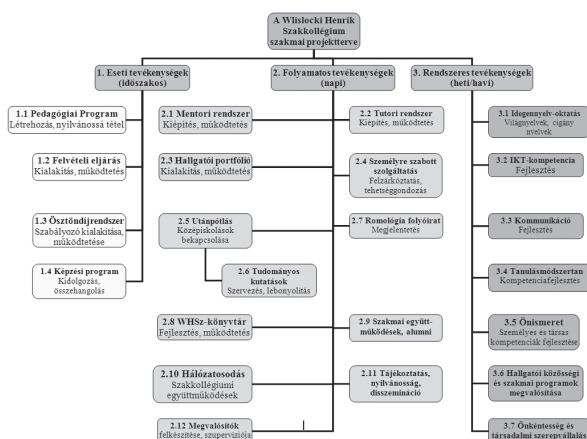 A Wlislocki Henrik
Szakkollégium
szakmai projektterve
1. Eseti tevékenységek
(időszakos)
2. Folyamatos tevékenységek
(napi)
3. Rendszeres tevékenységek
(heti/havi)
1.1 Pedagógiai Program
Létrehozás, nyilvánossá tétel
1.2 Felvételi eljárás
Kialakítás, működtetés
1.3 Ösztöndíjrendszer
Szabályozó kialakítása,
működtetése
1.4 Képzési program
Kidolgozás,
összehangolás
2.1 Mentori rendszer
Kiépítés, működtetés
2.2 Tutori rendszer
Kiépítés, működtetés
2.3 Hallgatói portfólió
Kialakítás, működtetés
2.4 Személyre szabott
szolgáltatás
Felzárkóztatás,
tehetséggondozás
2.5 Utánpótlás
Középiskolások
bekapcsolása
2.7 Romológia folyóirat
Megjelentetés
2.6 Tudományos
kutatások
Szervezés, lebonyolítás
2.8 WHSz-könyvtár
Fejlesztés, működtetés
2.9 Szakmai együtt-
működések, alumni
2.10 Hálózatosodás
Szakkollégiumi
együttműködések
2.11 Tájékoztatás,
nyilvánosság,
disszemináció
2.12 Megvalósítók
felkészítése, szupervíziója
3.1 Idegennyelv-oktatás
Világnyelvek, cigány
nyelvek
3.2 IKT-kompetencia
Fejlesztés
3.3 Kommunikáció
Fejlesztés
3.4 Tanulásmódszertan
Kompetenciafejlesztés
3.5 Önismeret
Személyes és társas
kompetenciák fejlesztése
3.6 Hallgatói közösségi
és szakmai programok
megvalósítása
3.7 Önkéntesség és
társadalmi szerepvállalás